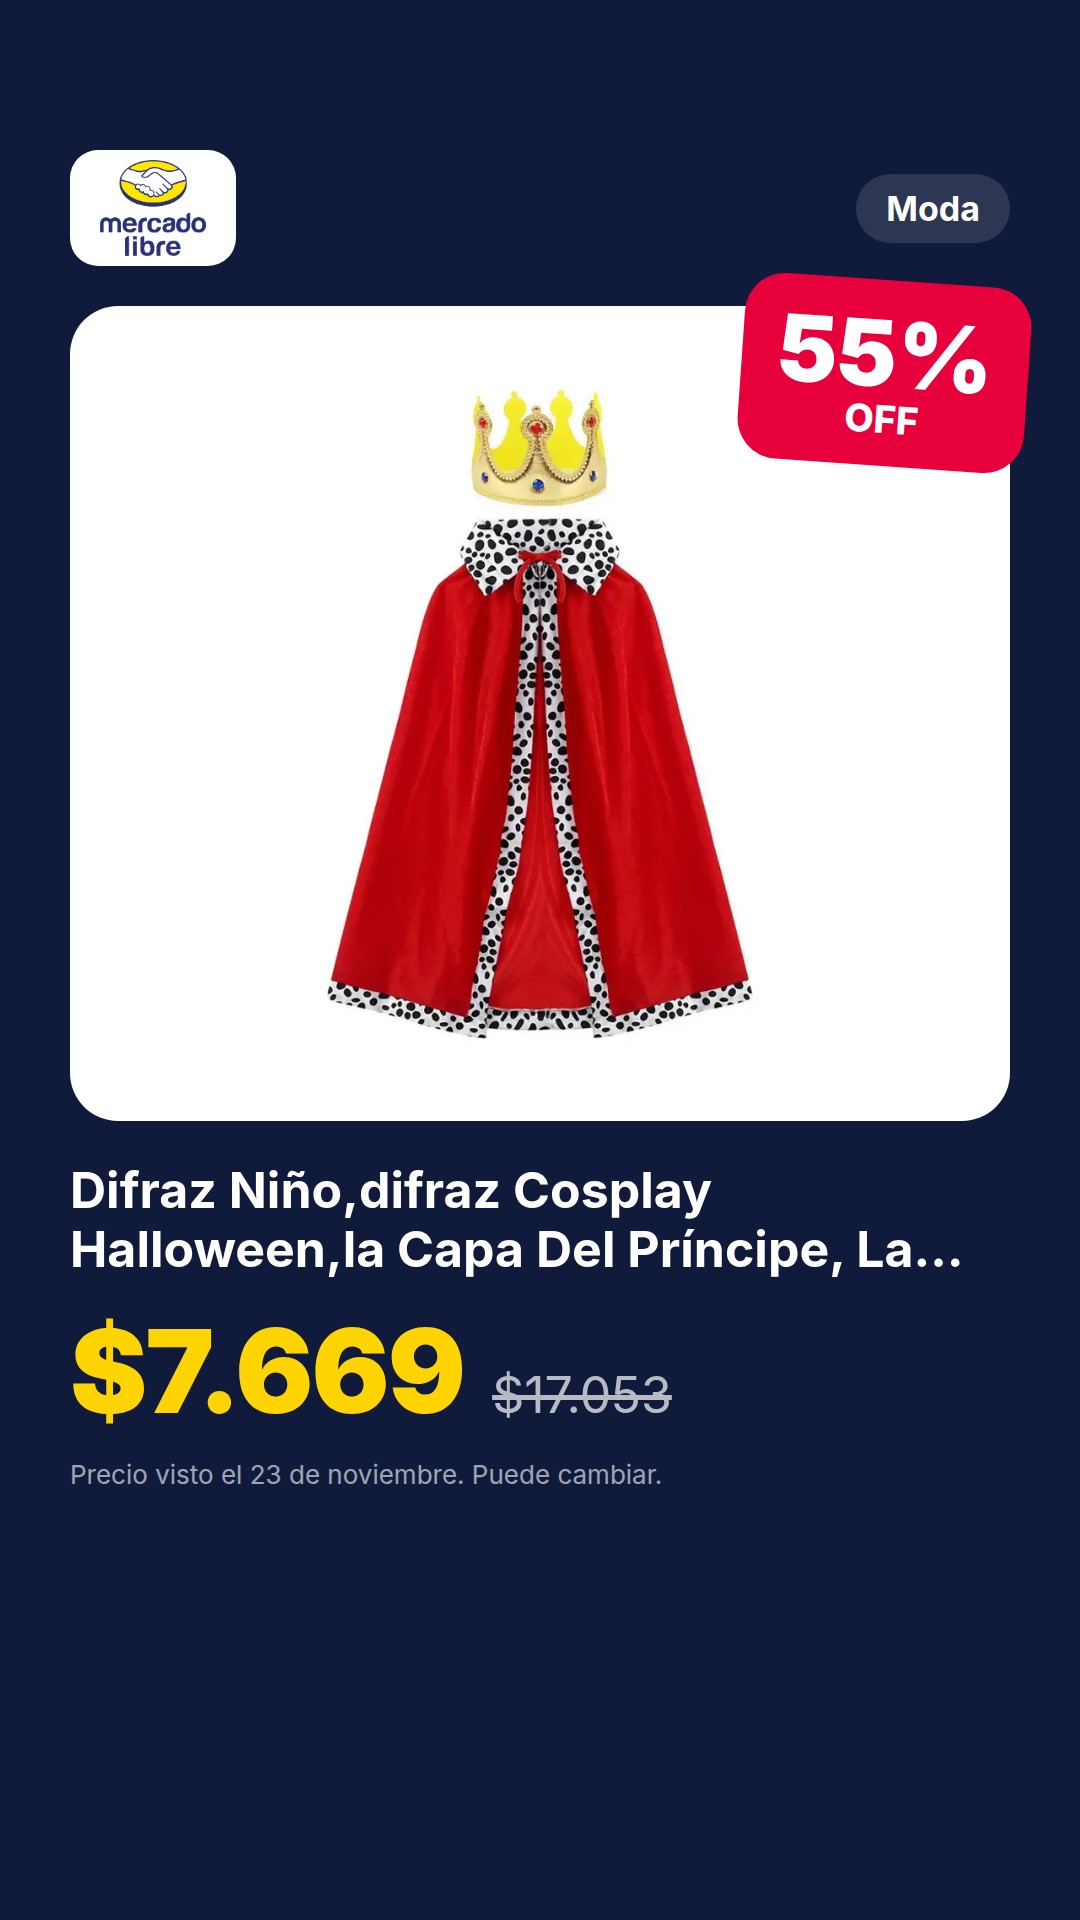 mercado
libre
Moda
55%
OFF
Difraz Niño,difraz Cosplay
Halloween,la Capa Del Príncipe, La...
$7.669 $17.053
Precio visto el 23 de noviembre. Puede cambiar.